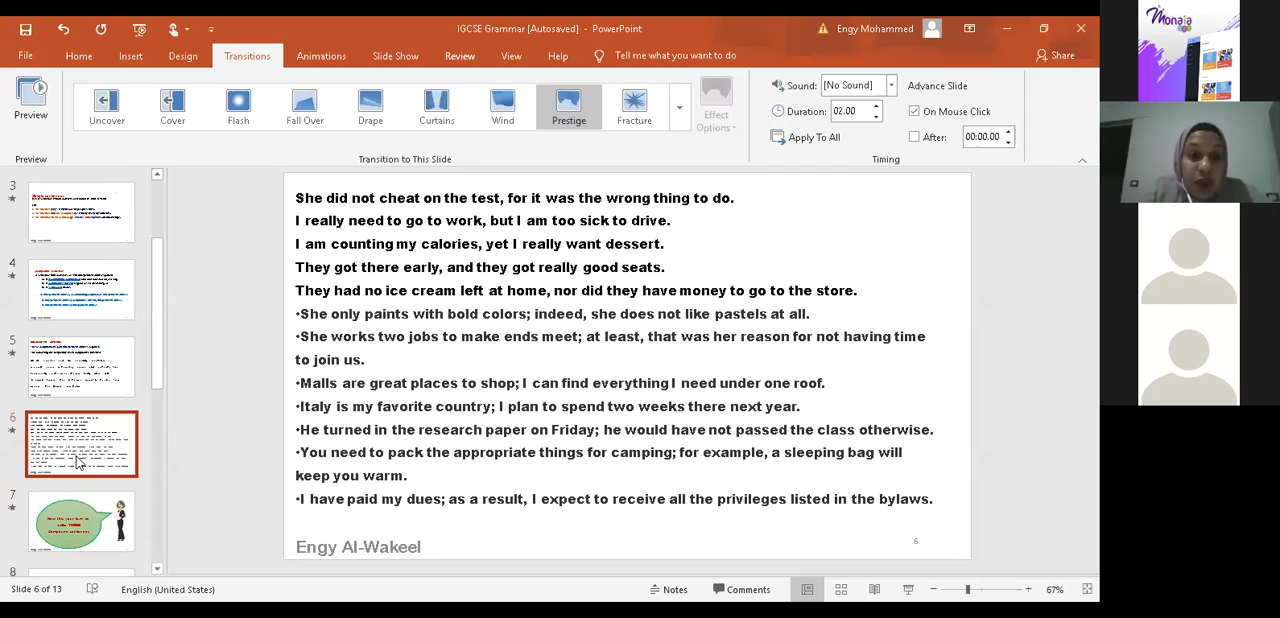 IGCSE Grammar [Autosaved] - PowerPoint
Engy Mohammed
File Home Insert Design Transitions Animations Slide Show Review View Help Tell me what you want to do
Share
Preview
Uncover Cover Flash Fall Over Drape Curtains Wind Prestige Fracture
Effect
Options
Sound: [No Sound]
Duration: 02.00
Apply To All
Advance Slide
On Mouse Click
After: 00:00.00
Preview
Transition to This Slide
Timing
3
4
5
6
7
8
She did not cheat on the test, for it was the wrong thing to do.
I really need to go to work, but I am too sick to drive.
I am counting my calories, yet I really want dessert.
They got there early, and they got really good seats.
They had no ice cream left at home, nor did they have money to go to the store.
•She only paints with bold colors; indeed, she does not like pastels at all.
•She works two jobs to make ends meet; at least, that was her reason for not having time
to join us.
•Malls are great places to shop; I can find everything I need under one roof.
•Italy is my favorite country; I plan to spend two weeks there next year.
•He turned in the research paper on Friday; he would have not passed the class otherwise.
•You need to pack the appropriate things for camping; for example, a sleeping bag will
keep you warm.
•I have paid my dues; as a result, I expect to receive all the privileges listed in the bylaws.
Engy Al-Wakeel
6
Slide 6 of 13
English (United States)
Notes
Comments
67%
Monaia